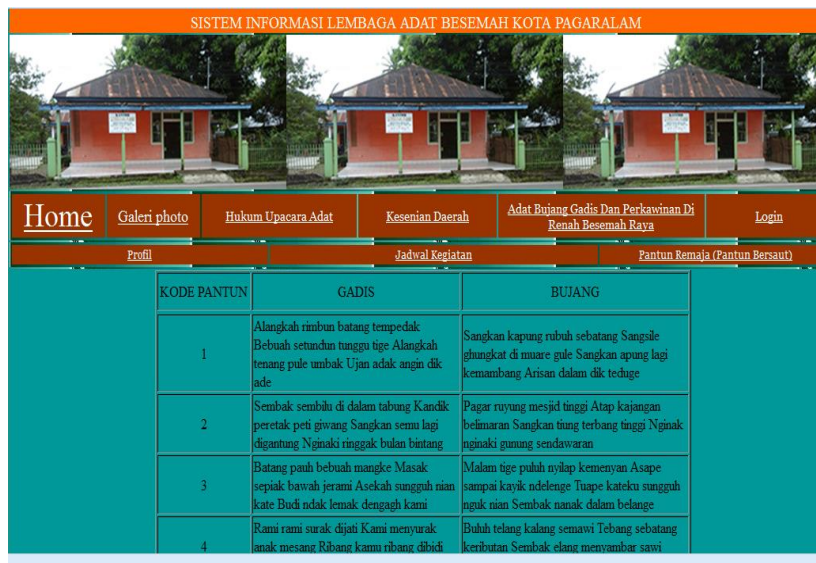 SISTEM INFORMASI LEMBAGA ADAT BESEMAH KOTA PAGARALAM
Home
Galeri photo
Hukum Upacara Adat
Kesenian Daerah
Adat Bujang Gadis Dan Perkawinan Di
Renah Besemah Raya
Login
Profil
Jadwal Kegiatan
Pantun Remaja (Pantun Bersaut)
KODE PANTUN
GADIS
BUJANG
1
Alangkah rimbun batang tempedak
Bebuah setundun tunggu tige Alangkah
tenang pule umbak Ujan adak angin dik
ade
Sangkan kapung rubuh sebatang Sangsile
ghungkat di muare gule Sangkan apung lagi
kemambang Arisan dalam dik teduge
2
Sembak sembilu di dalam tabung Kandik
peretak peti giwang Sangkan semu lagi
digantung Nginaki ringgak bulan bintang
Pagar ruyung mesjid tinggi Atap kajangan
belimaran Sangkan tiung terbang tinggi Nginak
nginaki gunung sendawaran
3
Batang pauh bebuah mangke Masak
sepiak bawah jerami Asekah sungguh nian
kate Budi ndak lemak dengagh kami
Malam tige puluh nyilap kemenyan Asape
sampai kayik ndelenge Tuape kateku sungguh
nguk nian Sembak nanak dalam belange
4
Rami rami surak dijati Kami menyurak
anak mesang Ribang kamu ribang dibidi
Buluh telang kalang semawi Tebang sebatang
keributan Sembak elang menyambar sawi